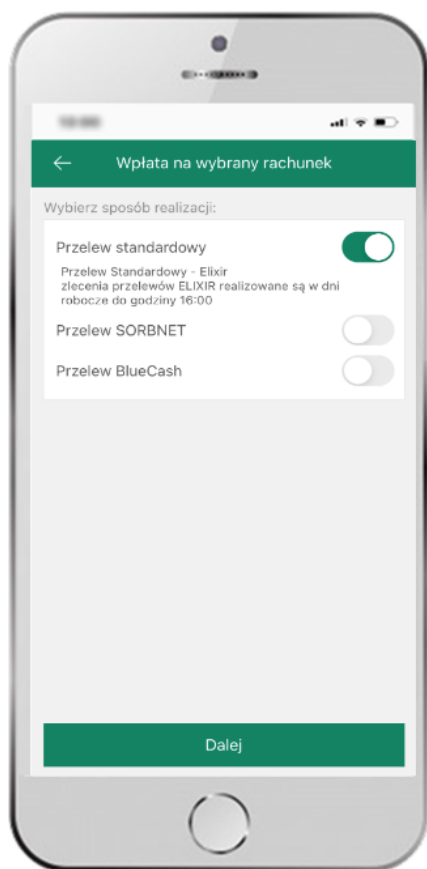 Wpłata na wybrany rachunek
Wybierz sposób realizacji:
Przelew standardowy
Przelew Standardowy - Elixir
zlecenia przelewów ELIXIR realizowane są w dni
robocze do godziny 16:00
Przelew SORBNET
Przelew BlueCash
Dalej